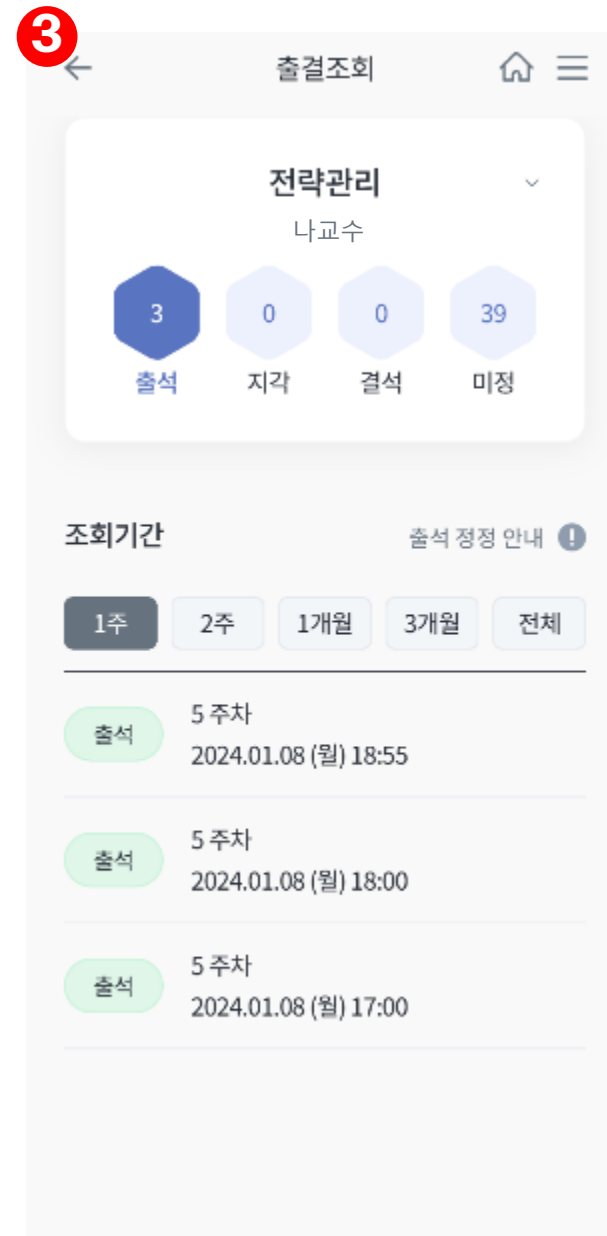 3
출결조회
전략관리
나교수
3 0 0 39
출석 지각 결석 미정
조회기간 출석 정정 안내 !
1주 2주 1개월 3개월 전체
5 주차
출석
2024.01.08 (월) 18:55
5 주차
출석
2024.01.08 (월) 18:00
5 주차
출석
2024.01.08 (월) 17:00